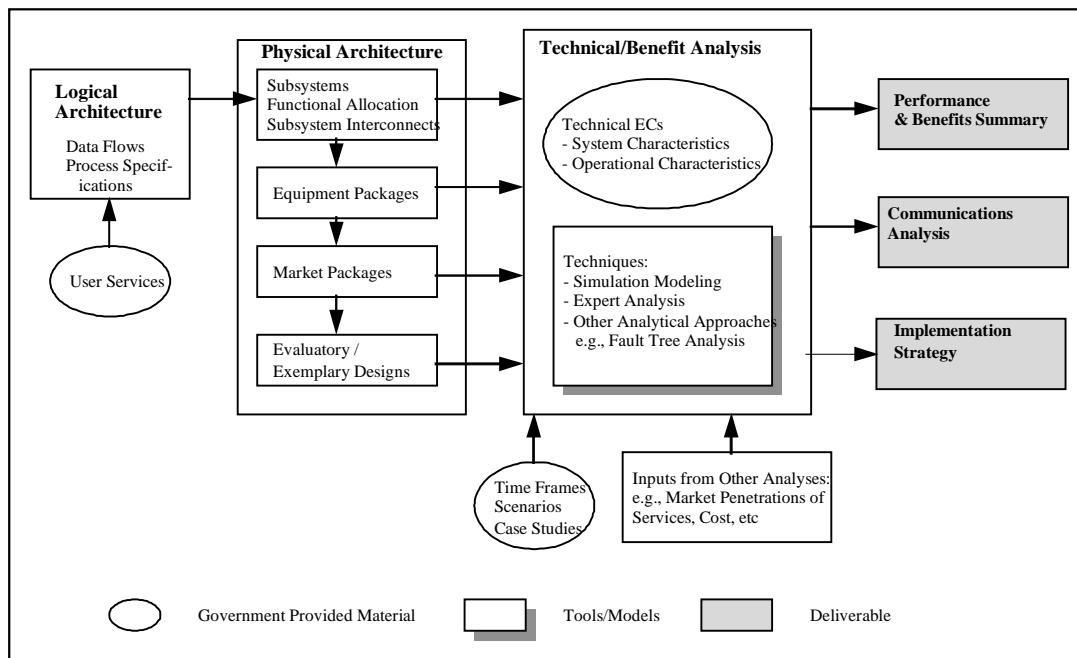 Logical
Architecture
Data Flows
Process Specif-
ications
User Services
Physical Architecture
Subsystems
Functional Allocation
Subsystem Interconnects
Equipment Packages
Market Packages
Evaluatory /
Exemplary Designs
Technical/Benefit Analysis
Technical ECs
- System Characteristics
- Operational Characteristics
Techniques:
- Simulation Modeling
- Expert Analysis
- Other Analytical Approaches
e.g., Fault Tree Analysis
Time Frames
Scenarios
Case Studies
Inputs from Other Analyses:
e.g., Market Penetrations of
Services, Cost, etc
Performance
& Benefits Summary
Communications
Analysis
Implementation
Strategy
Government Provided Material
Tools/Models
Deliverable